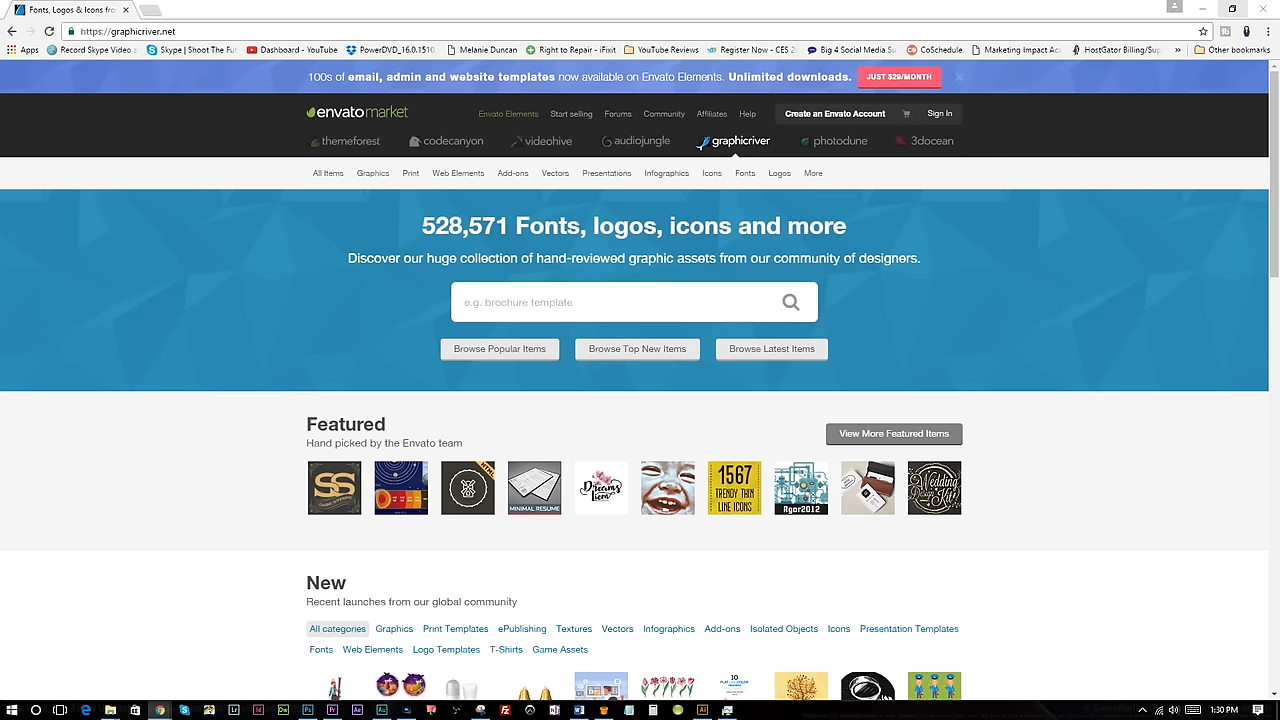 Fonts, Logos & Icons fro
https://graphicriver.net
Apps Record Skype Video a Skype | Shoot The Fu Dashboard - YouTube PowerDVD_16.0.1510. Melanie Duncan Right to Repair - iFixit YouTube Reviews Register Now - CES 2 Big 4 Social Media Su CoSchedule Marketing Impact Aca HostGator Billing/Sup » Other bookmarks
100s of email, admin and website templates now available on Envato Elements. Unlimited downloads. JUST $29/MONTH
envatomarket Envato Elements Start selling Forums Community Affiliates Help Create an Envato Account Sign In
themeforest codecanyon videohive audiojungle graphicriver photodune 3docean
All Items Graphics Print Web Elements Add-ons Vectors Presentations Infographics Icons Fonts Logos More
528,571 Fonts, logos, icons and more
Discover our huge collection of hand-reviewed graphic assets from our community of designers.
e.g. brochure template
Browse Popular Items Browse Top New Items Browse Latest Items
Featured
Hand picked by the Envato team
View More Featured Items
SS
MINIMAL RESUME
Dreams
1567
TRENDY THIN
LINE ICONS
Agor2012
Wedding
New
Recent launches from our global community
All categories Graphics Print Templates ePublishing Textures Vectors Infographics Add-ons Isolated Objects Icons Presentation Templates
Fonts Web Elements Logo Templates T-Shirts Game Assets
10
1:30 PM